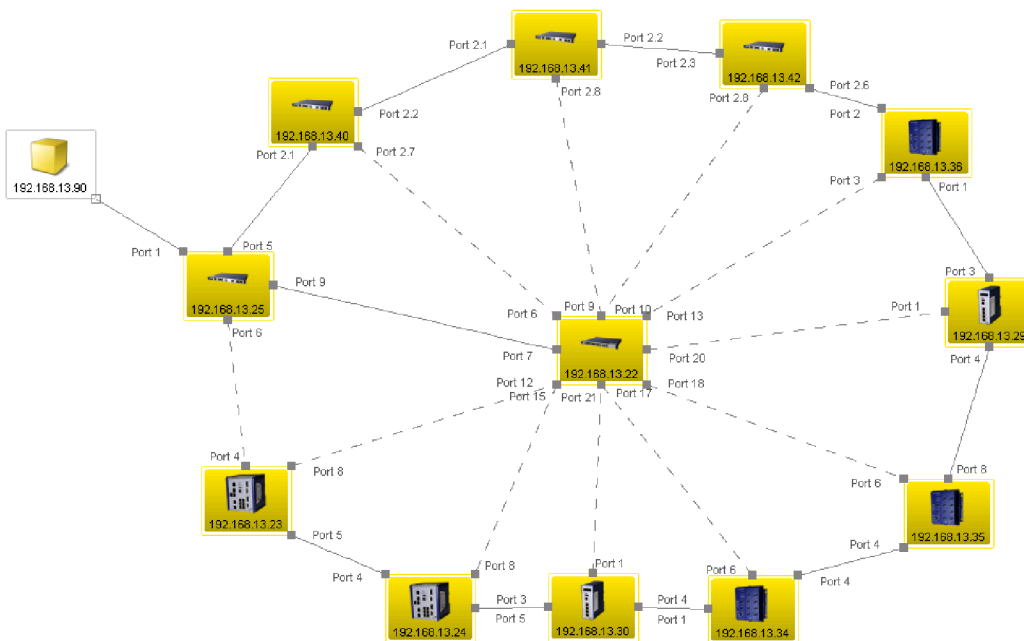 Port 2.1
Port 2.2
192.168.13.41
Port 2.3
192.168.13.42
Port 2.8
Port 2.8
Port 2.6
Port 2.2
Port 2
192.168.13.40
Port 2.1
Port 2.7
192.168.13.36
192.168.13.90
Port 3
Port 1
Port 1
Port 5
Port 3
Port 9
192.168.13.25
Port 6
Port 6
Port 9
Port 10
Port 13
Port 1
192.168.13.29
Port 7
Port 20
Port 4
192.168.13.22
Port 12
Port 15
Port 21
Port 17
Port 18
Port 4
Port 8
Port 8
Port 6
192.168.13.23
192.168.13.35
Port 5
Port 4
Port 4
Port 8
Port 1
Port 6
Port 4
Port 3
Port 5
Port 4
Port 1
192.168.13.24
192.168.13.30
192.168.13.34